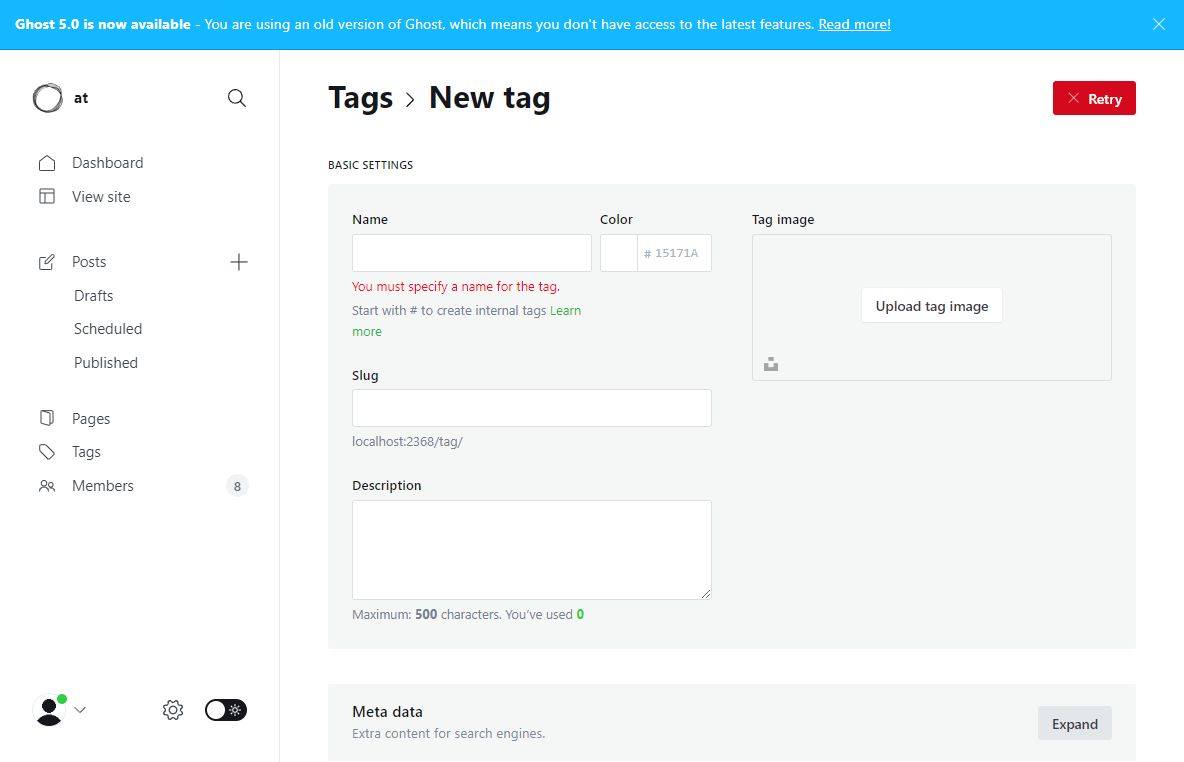 Ghost 5.0 is now available - You are using an old version of Ghost, which means you don't have access to the latest features. Read more!
at
Dashboard
View site
Posts
Drafts
Scheduled
Published
Pages
Tags
Members 8
Tags > New tag
Retry
BASIC SETTINGS
Name
Color
# 15171A
You must specify a name for the tag.
Start with # to create internal tags Learn
more
Slug
localhost:2368/tag/
Description
Maximum: 500 characters. You've used 0
Tag image
Upload tag image
Meta data
Extra content for search engines.
Expand